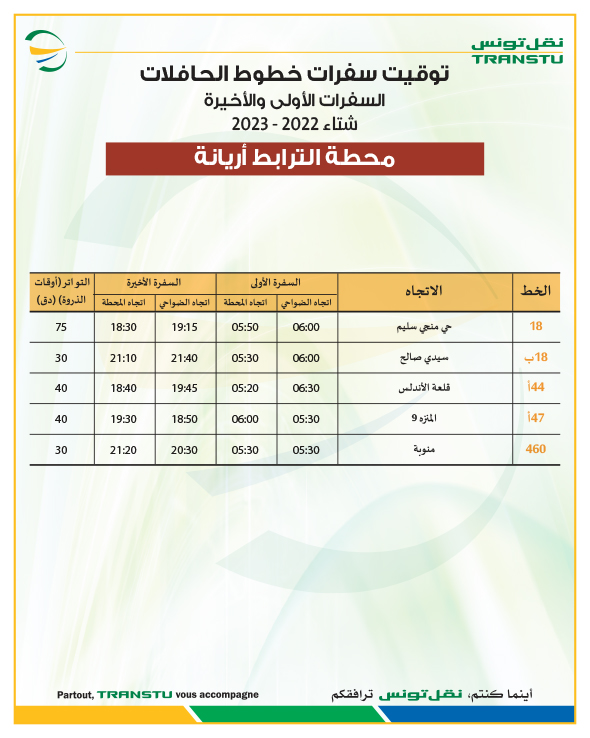 نقل تونس
TRANSTU
توقيت سفرات خطوط الحافلات
السفرات الأولى والأخيرة
شتاء 2022 - 2023
محطة الترابط أريانة
الخط الاتجاه السفرة الأولى السفرة الأخيرة التواتر (أوقات الذروة) (دق)
اتجاه الضواحي اتجاه المحطة اتجاه الضواحي اتجاه المحطة
18 حي منجي سليم 06:00 05:50 19:15 18:30 75
18ب سيدي صالح 06:00 05:30 21:40 21:10 30
44أ قلعة الأندلس 06:30 05:20 19:45 18:40 40
47أ المنزه 9 05:30 06:00 18:50 19:30 40
460 منوبة 05:30 05:30 20:30 21:20 30
أينما كنتم، نقل تونس ترافقكم
Partout, TRANSTU vous accompagne